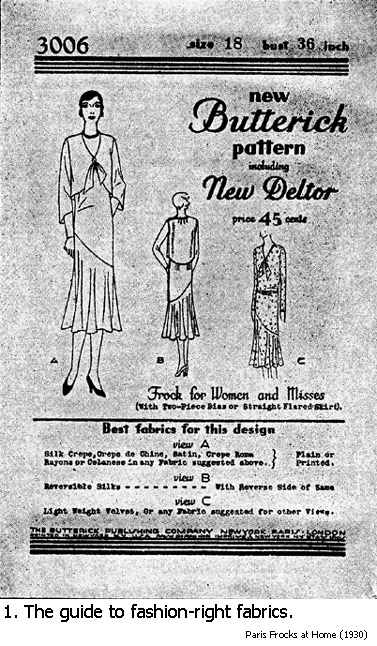 3006 size 18 bust 36 inch
new
Butterick
pattern
including
New Deltor
price 45 cents
A
B
C
Frock for Women and Misses
(With Two-Piece Bias or Straight Flared Skirt).
Best fabrics for this design
view A
Silk Crepe, Crepe de Chine, Satin, Crepe Roma } Plain or
Rayons or Celanese in any Fabric suggested above.. } Printed.
view B
Reversible Silks - - - - - - - - - - - With Reverse Side of Same
view C
Light Weight Velvet, Or any Fabric suggested for other Views.
THE BUTTERICK PUBLISHING COMPANY NEW YORK PARIS LONDON
1. The guide to fashion-right fabrics.
Paris Frocks at Home (1930)